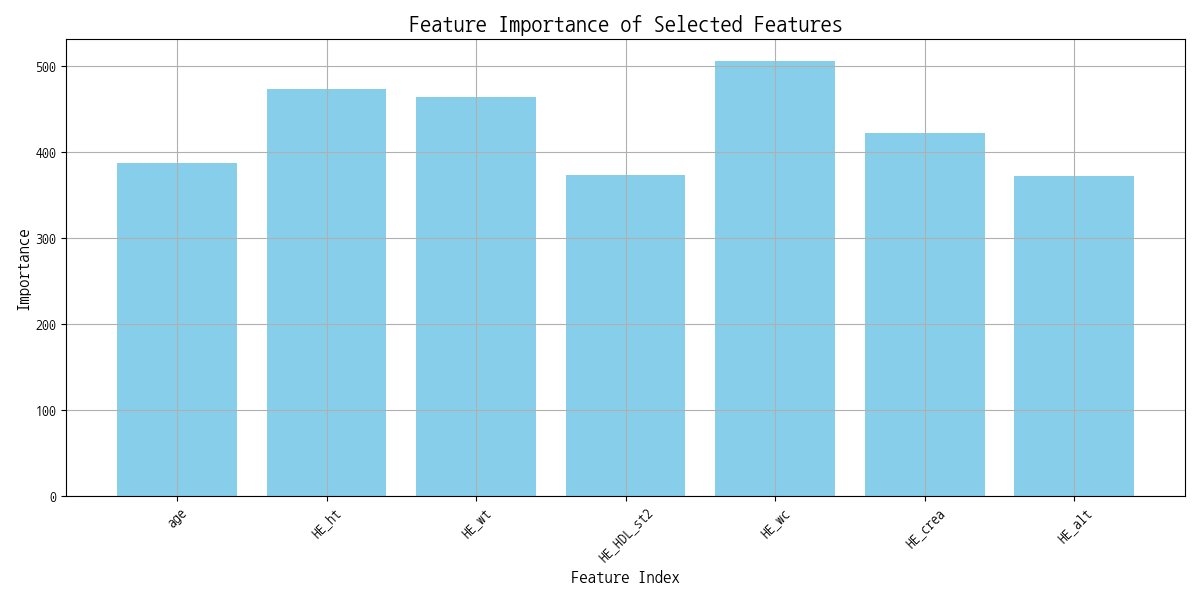 Feature Importance of Selected Features
500
400
300
200
100
0
Importance
age
HE_ht
HE_wt
HE_HDL_st2
HE_wc
HE_crea
HE_alt
Feature Index